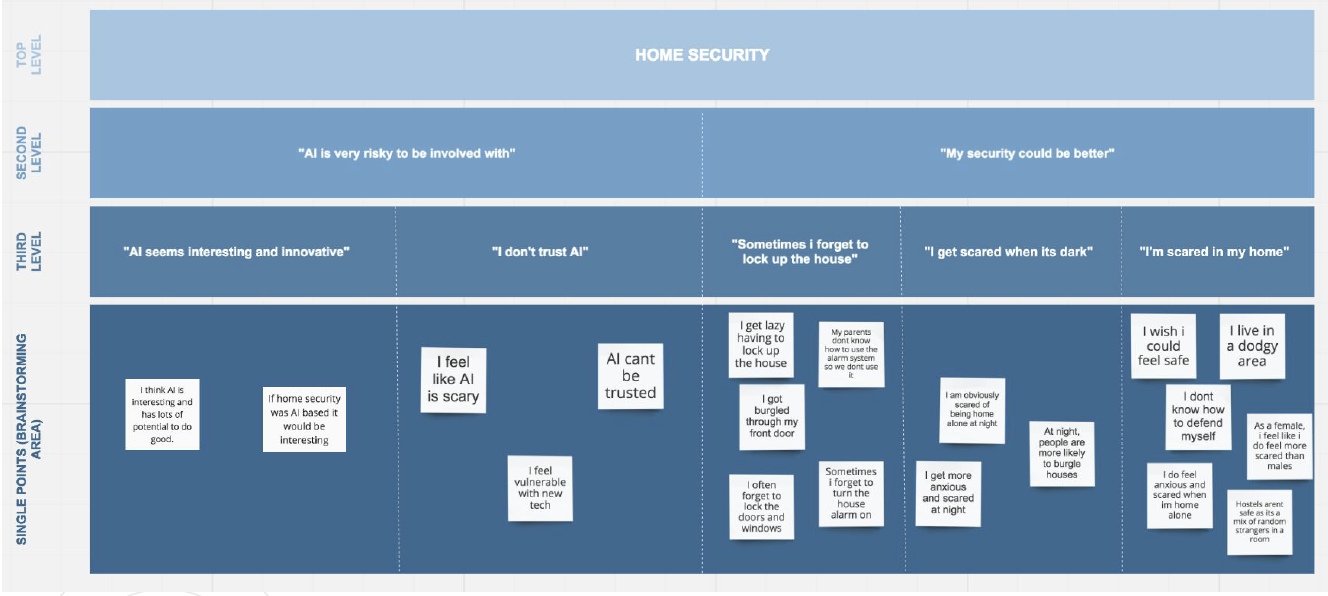 TOP
LEVEL
HOME SECURITY
SECOND
LEVEL
"AI is very risky to be involved with"
"My security could be better"
THIRD
LEVEL
"AI seems interesting and innovative"
"I don't trust AI"
"Sometimes i forget to
lock up the house"
"I get scared when its dark"
"I'm scared in my home"
SINGLE POINTS (BRAINSTORMING
AREA)
I think AI is
interesting and
has lots of
potential to do
good.
If home security
was AI based it
would be
interesting
I feel
like AI
is scary
AI cant
be
trusted
I feel
vulnerable
with new
tech
I get lazy
having to
lock up
the house
My parents
dont know
how to use the
alarm system
so we dont use
it
I got
burgled
through my
front door
I often
forget to
lock the
doors and
windows
Sometimes
i forget to
turn the
house
alarm on
I am obviously
scared of
being home
alone at night
At night,
people are
more likely
to burgle
houses
I get more
anxious
and scared
at night
I wish i
could
feel safe
I live in
a dodgy
area
I dont
know how
to defend
myself
As a female,
i feel like i
do feel more
scared than
males
I do feel
anxious and
scared when
im home
alone
Hostels arent
safe as its a
mix of random
strangers in a
room